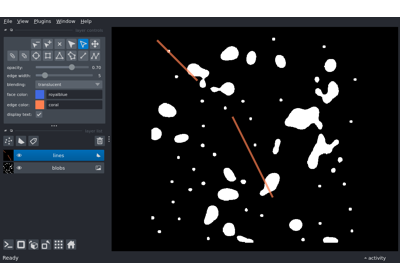 File View Plugins Window Help
opacity: 0.70
edge width: 5
blending: translucent
face color: royalblue
edge color: coral
display text:
lines
blobs
Ready
activity